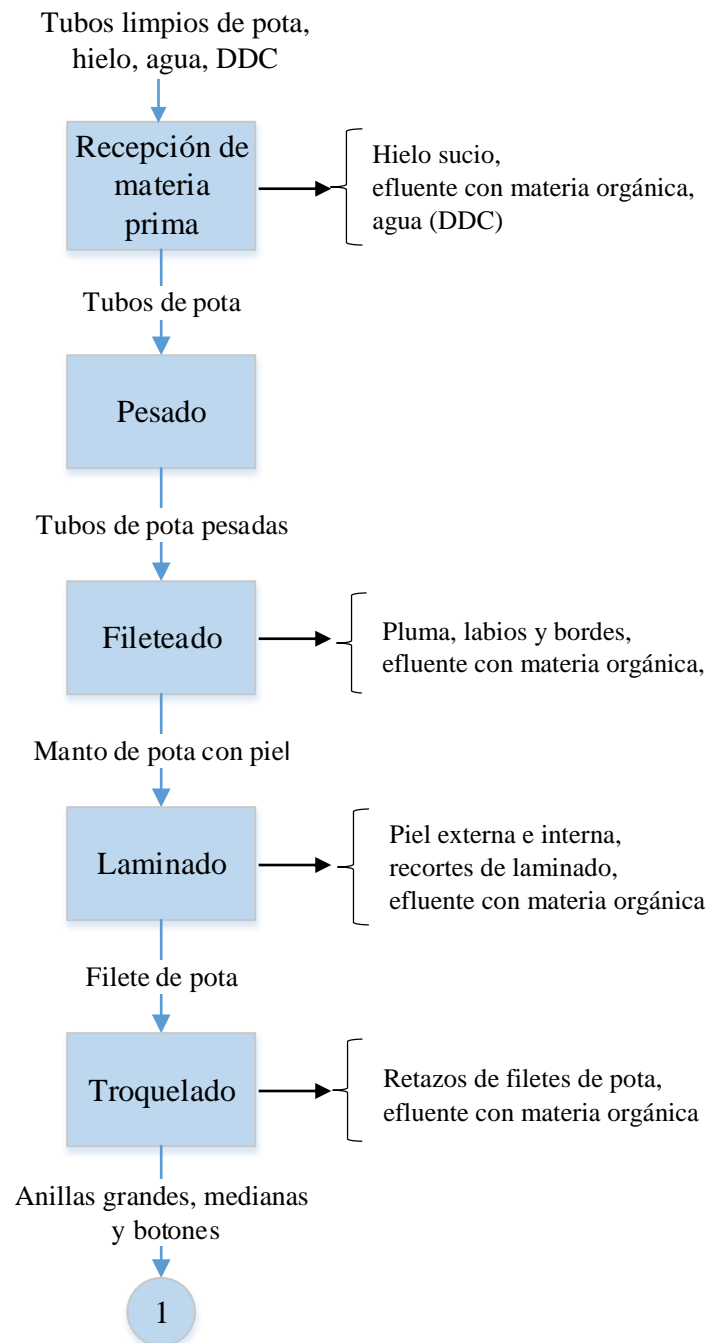 Tubos limpios de pota,
hielo, agua, DDC
Recepción de
materia
prima
Hielo sucio,
efluente con materia orgánica,
agua (DDC)
Tubos de pota
Pesado
Tubos de pota pesadas
Fileteado
Pluma, labios y bordes,
efluente con materia orgánica,
Manto de pota con piel
Laminado
Piel externa e interna,
recortes de laminado,
efluente con materia orgánica
Filete de pota
Troquelado
Retazos de filetes de pota,
efluente con materia orgánica
Anillas grandes, medianas
y botones
1